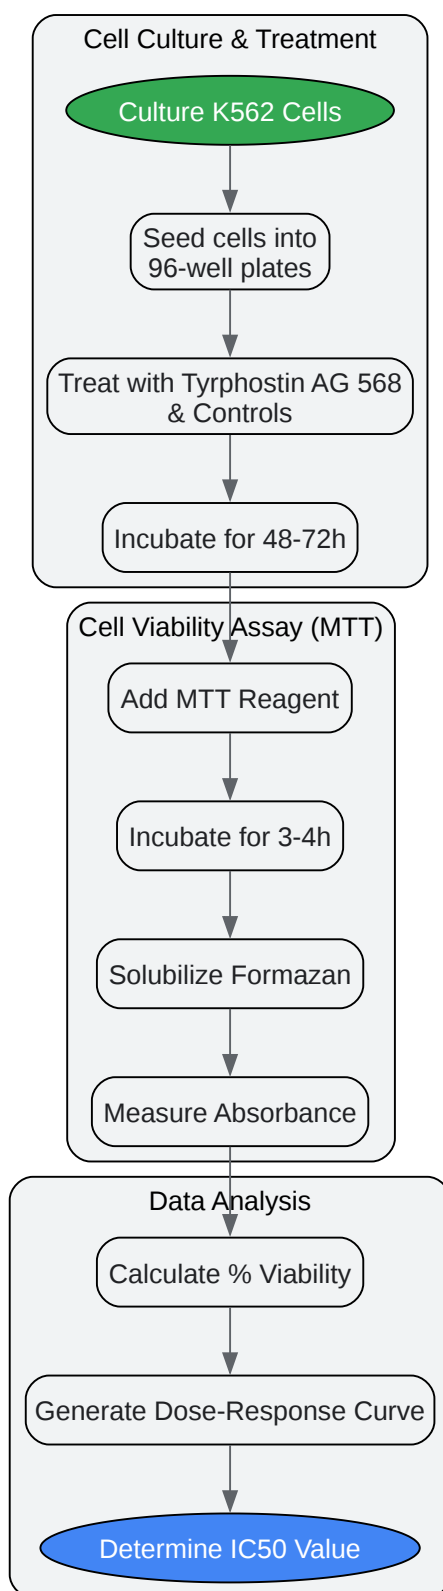 Cell Culture & Treatment
Culture K562 Cells
Seed cells into
96-well plates
Treat with Tyrphostin AG 568
& Controls
Incubate for 48-72h
Cell Viability Assay (MTT)
Add MTT Reagent
Incubate for 3-4h
Solubilize Formazan
Measure Absorbance
Data Analysis
Calculate % Viability
Generate Dose-Response Curve
Determine IC50 Value